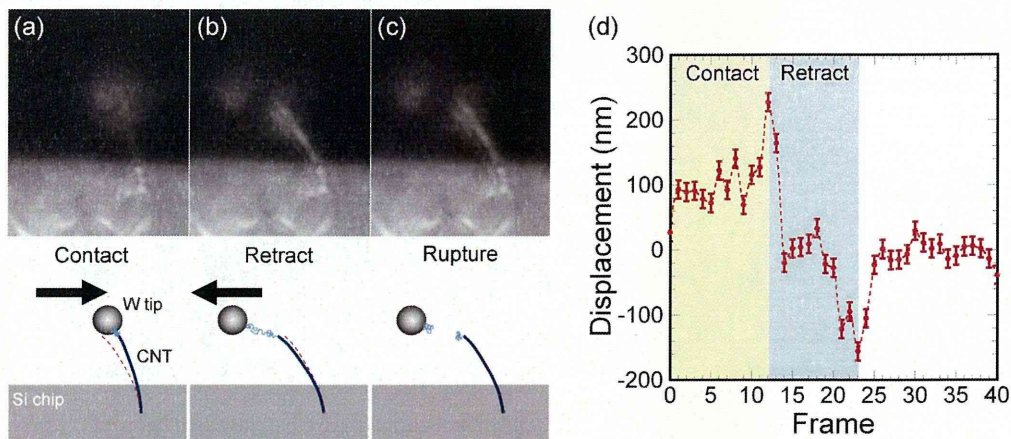 (a)
(b)
(c)
Contact
Retract
Rupture
W tip
CNT
Si chip
(d)
300
200
100
0
-100
-200
Displacement (nm)
Contact
Retract
0 5 10 15 20 25 30 35 40
Frame